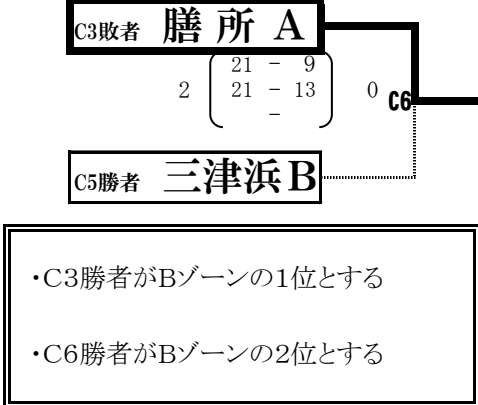 C3敗者 膳所A
21 - 9
2 21 - 13 0
-
C6
C5勝者 三津浜B
・C3勝者がBゾーンの1位とする
・C6勝者がBゾーンの2位とする